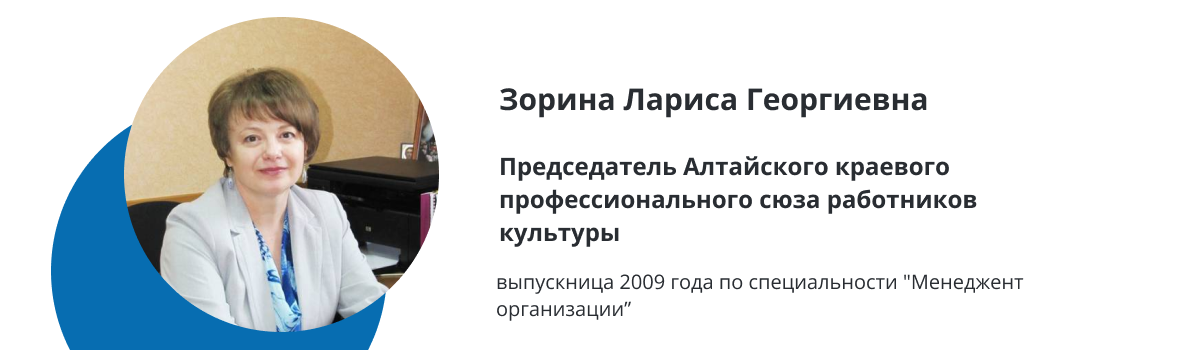 Зорина Лариса Георгиевна
Председатель Алтайского краевого
профессионального сюза работников
культуры
выпускница 2009 года по специальности "Менеджент
организации”